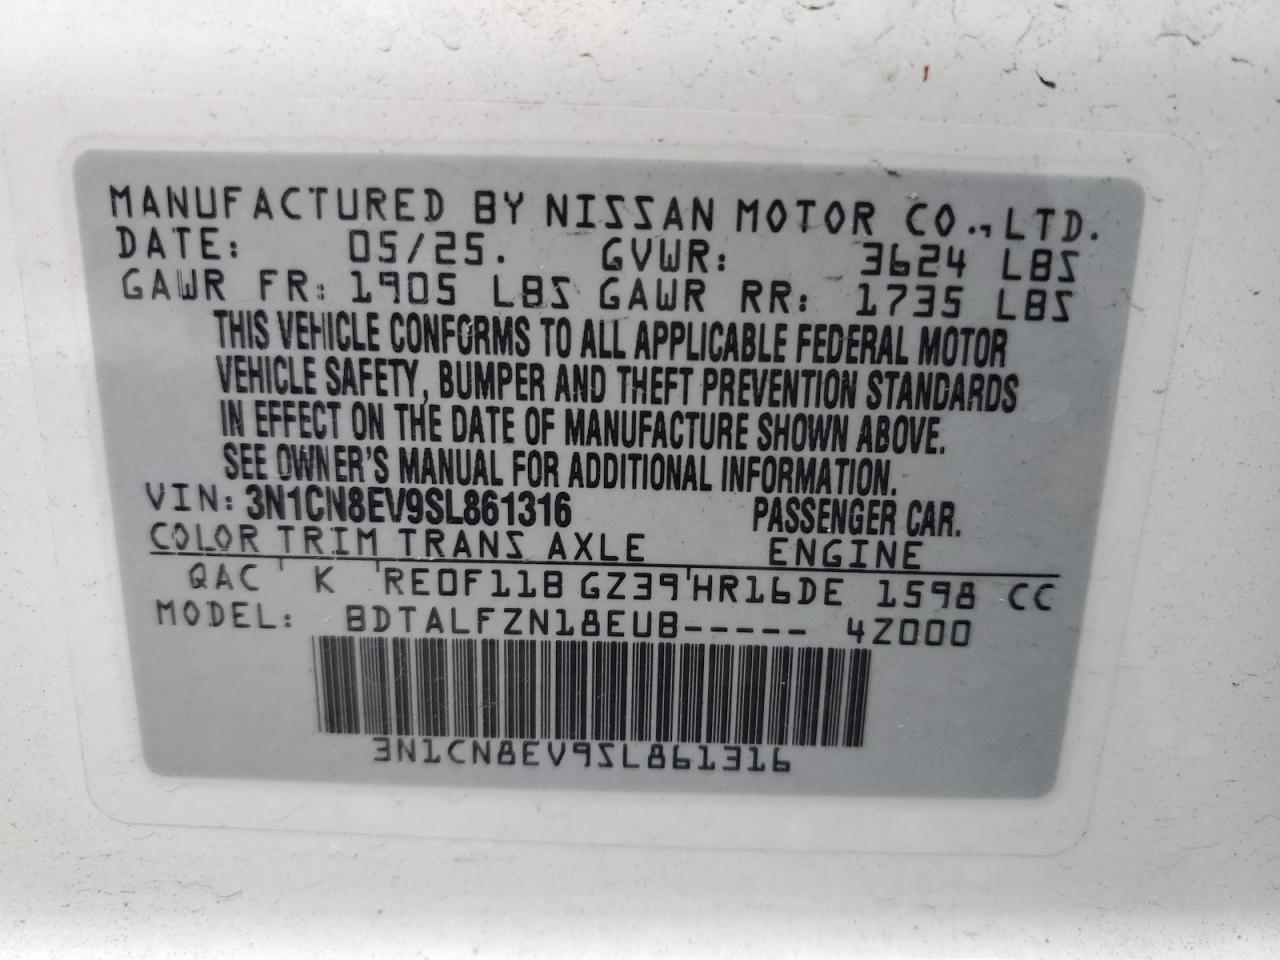 MANUFACTURED BY NISSAN MOTOR CO., LTD.
DATE: 05/25. GVWR: 3624 LBS
GAWR FR: 1905 LBS GAWR RR: 1735 LBS
THIS VEHICLE CONFORMS TO ALL APPLICABLE FEDERAL MOTOR
VEHICLE SAFETY, BUMPER AND THEFT PREVENTION STANDARDS
IN EFFECT ON THE DATE OF MANUFACTURE SHOWN ABOVE.
SEE OWNER'S MANUAL FOR ADDITIONAL INFORMATION.
VIN: 3N1CN8EV9SL861316 PASSENGER CAR.
COLOR TRIM TRANS AXLE ENGINE
QAC ' K 'RE0F11B GZ39'HR16DE 1598 CC
MODEL: BDTALFZN18EUB----- 4Z000
3N1CN8EV9SL861316